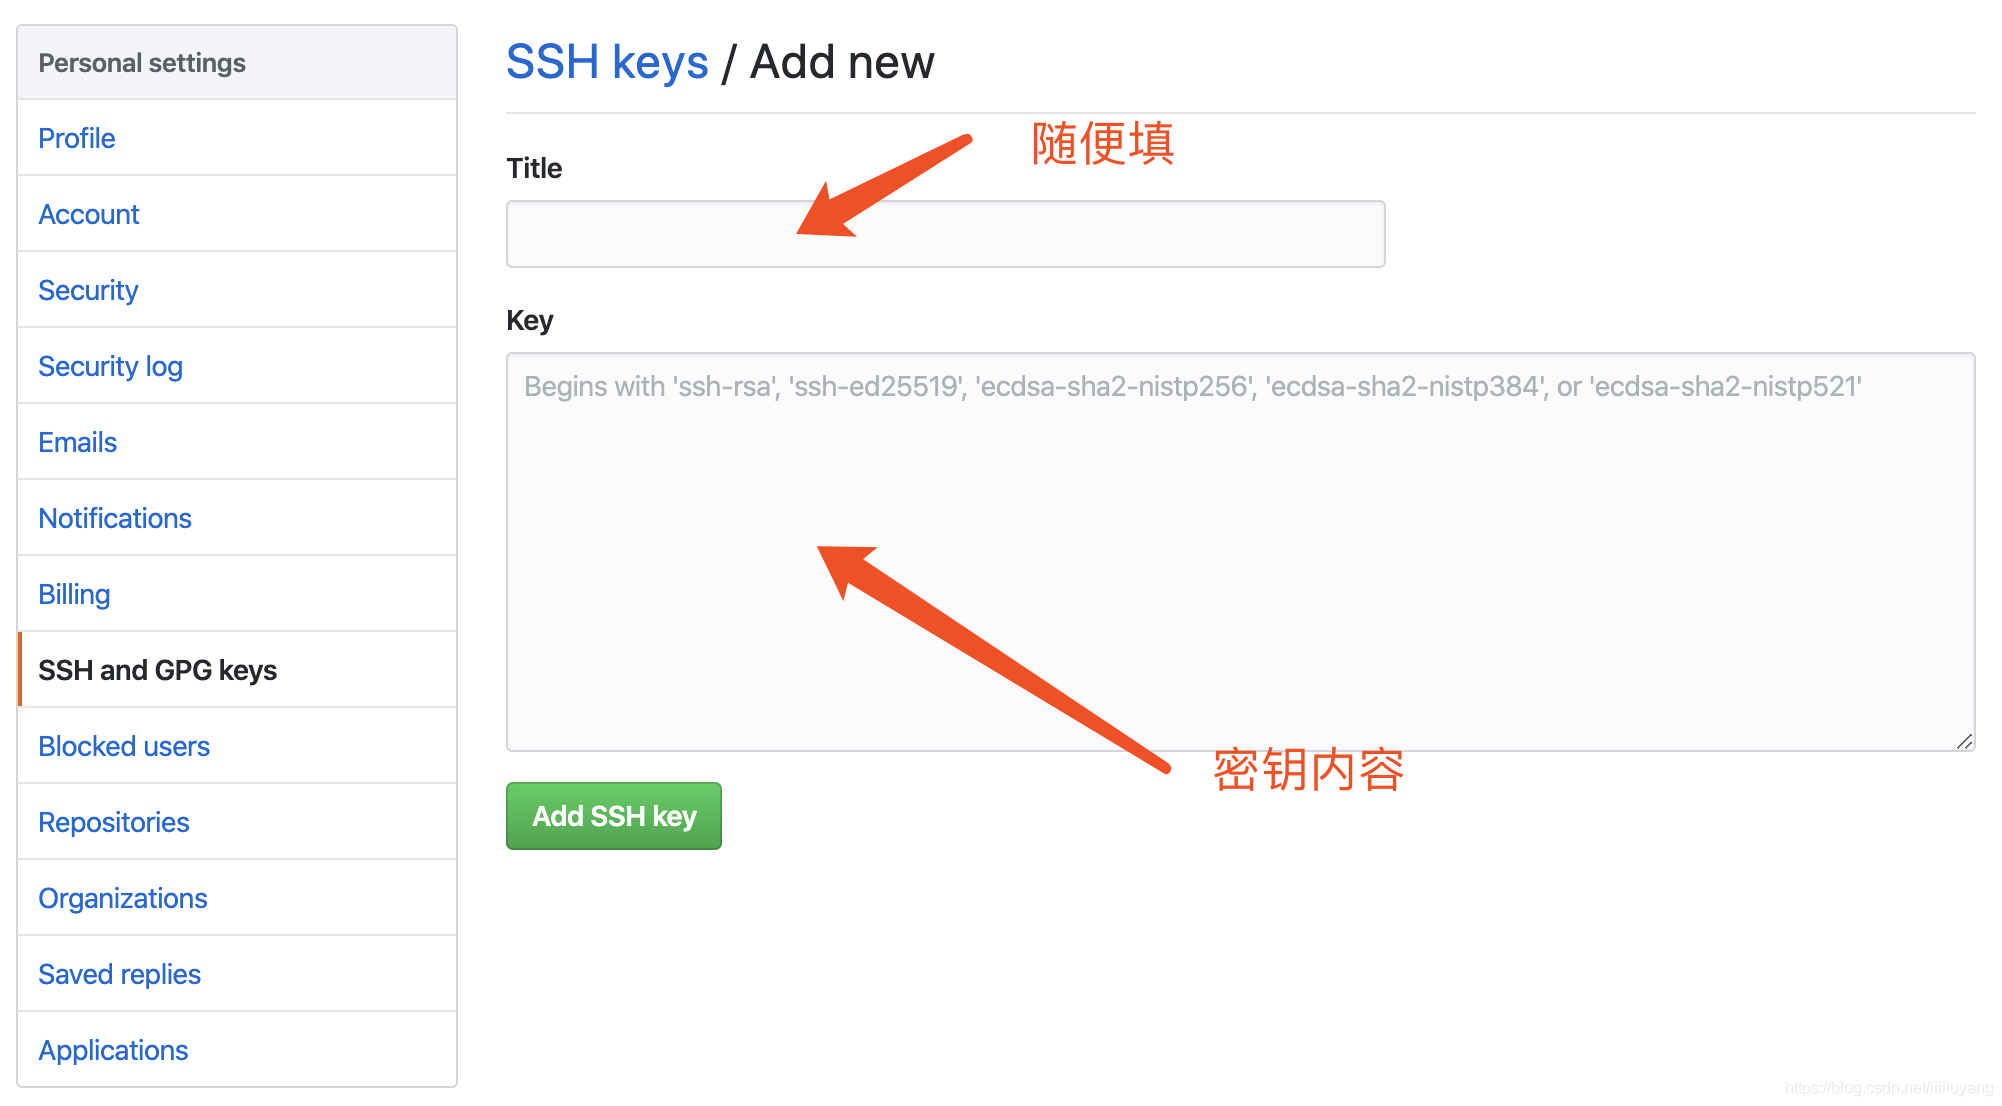 Personal settings
Profile
Account
Security
Security log
Emails
Notifications
Billing
SSH and GPG keys
Blocked users
Repositories
Organizations
Saved replies
Applications
SSH keys / Add new
随便填
Title
Key
Begins with 'ssh-rsa', 'ssh-ed25519', 'ecdsa-sha2-nistp256', 'ecdsa-sha2-nistp384', or 'ecdsa-sha2-nistp521'
密钥内容
Add SSH key
https://blog.csdn.net/iiiliuyang